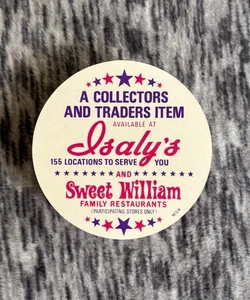 A COLLECTORS
AND TRADERS ITEM
AVAILABLE AT
Isaly's
155 LOCATIONS TO SERVE YOU
AND
Sweet William
FAMILY RESTAURANTS
(PARTICIPATING STORES ONLY)